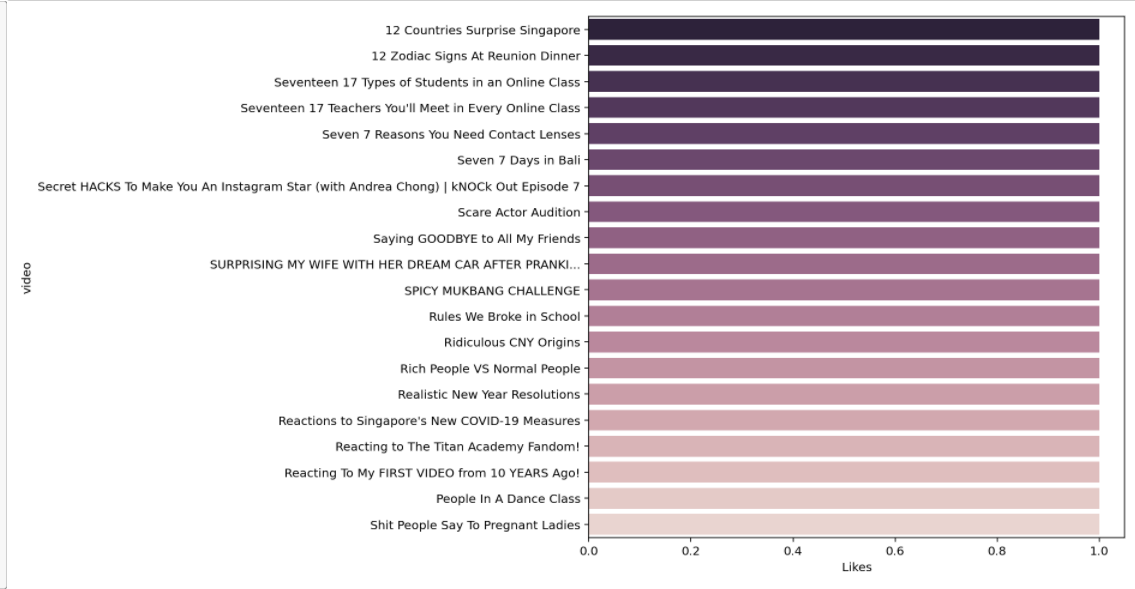 12 Countries Surprise Singapore
12 Zodiac Signs At Reunion Dinner
Seventeen 17 Types of Students in an Online Class
Seventeen 17 Teachers You'll Meet in Every Online Class
Seven 7 Reasons You Need Contact Lenses
Seven 7 Days in Bali
Secret HACKS To Make You An Instagram Star (with Andrea Chong) | kNOCk Out Episode 7
Scare Actor Audition
Saying GOODBYE to All My Friends
SURPRISING MY WIFE WITH HER DREAM CAR AFTER PRANKI...
SPICY MUKBANG CHALLENGE
Rules We Broke in School
Ridiculous CNY Origins
Rich People VS Normal People
Realistic New Year Resolutions
Reactions to Singapore's New COVID-19 Measures
Reacting to The Titan Academy Fandom!
Reacting To My FIRST VIDEO from 10 YEARS Ago!
People In A Dance Class
Shit People Say To Pregnant Ladies
video
0.0 0.2 0.4 0.6 0.8 1.0
Likes